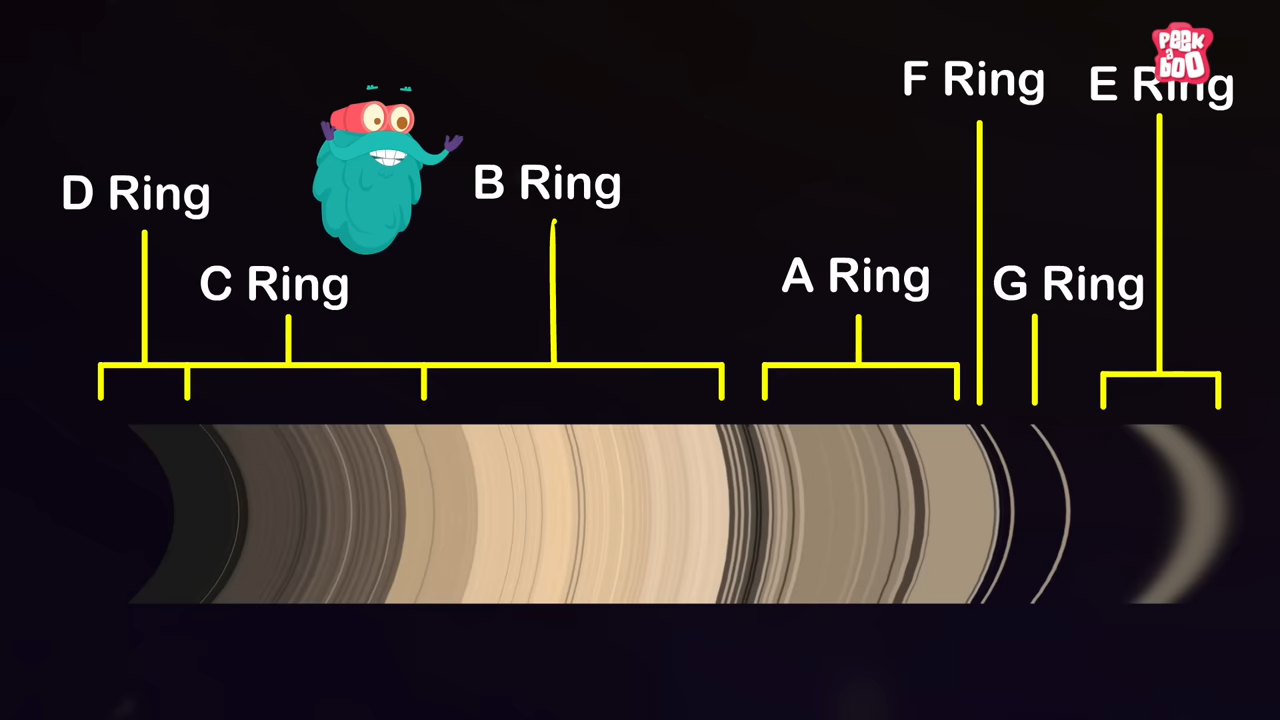 PEEK
a
BOO
F Ring
E Ring
D Ring
B Ring
C Ring
A Ring
G Ring